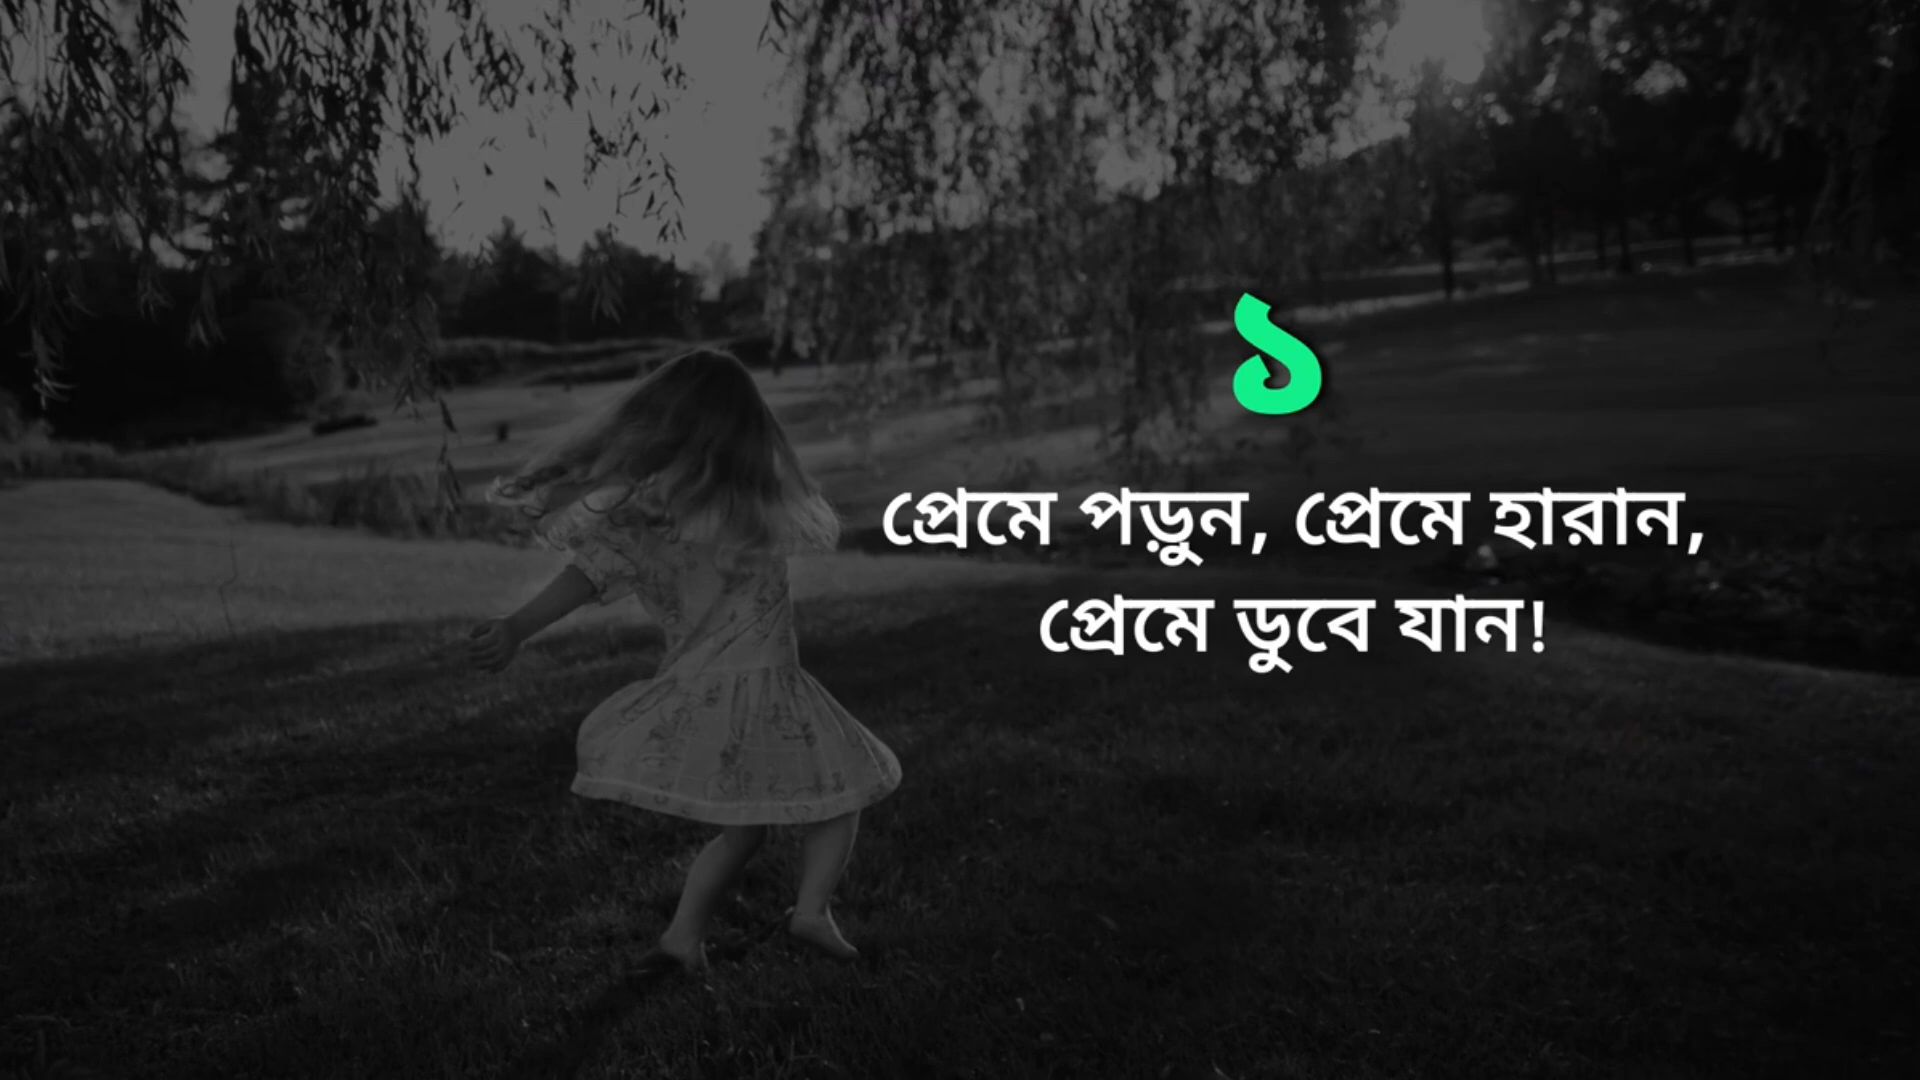 ১
প্রেমে পড়ুন, প্রেমে হারান,
প্রেমে ডুবে যান!